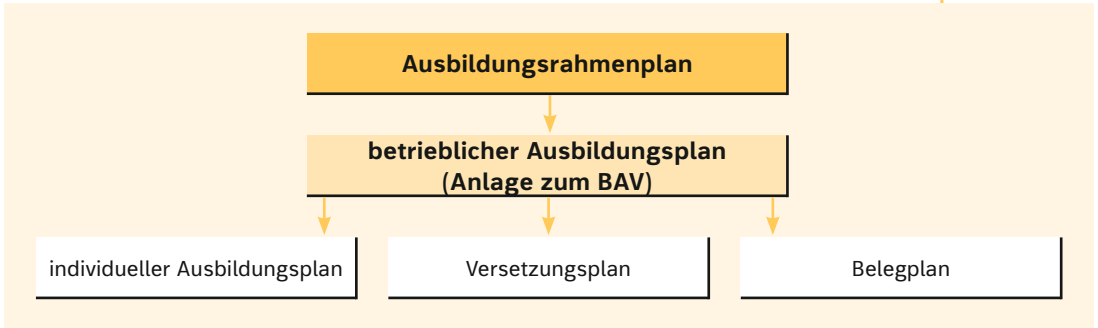 Ausbildungsrahmenplan
betrieblicher Ausbildungsplan
(Anlage zum BAV)
individueller Ausbildungsplan
Versetzungsplan
Belegplan